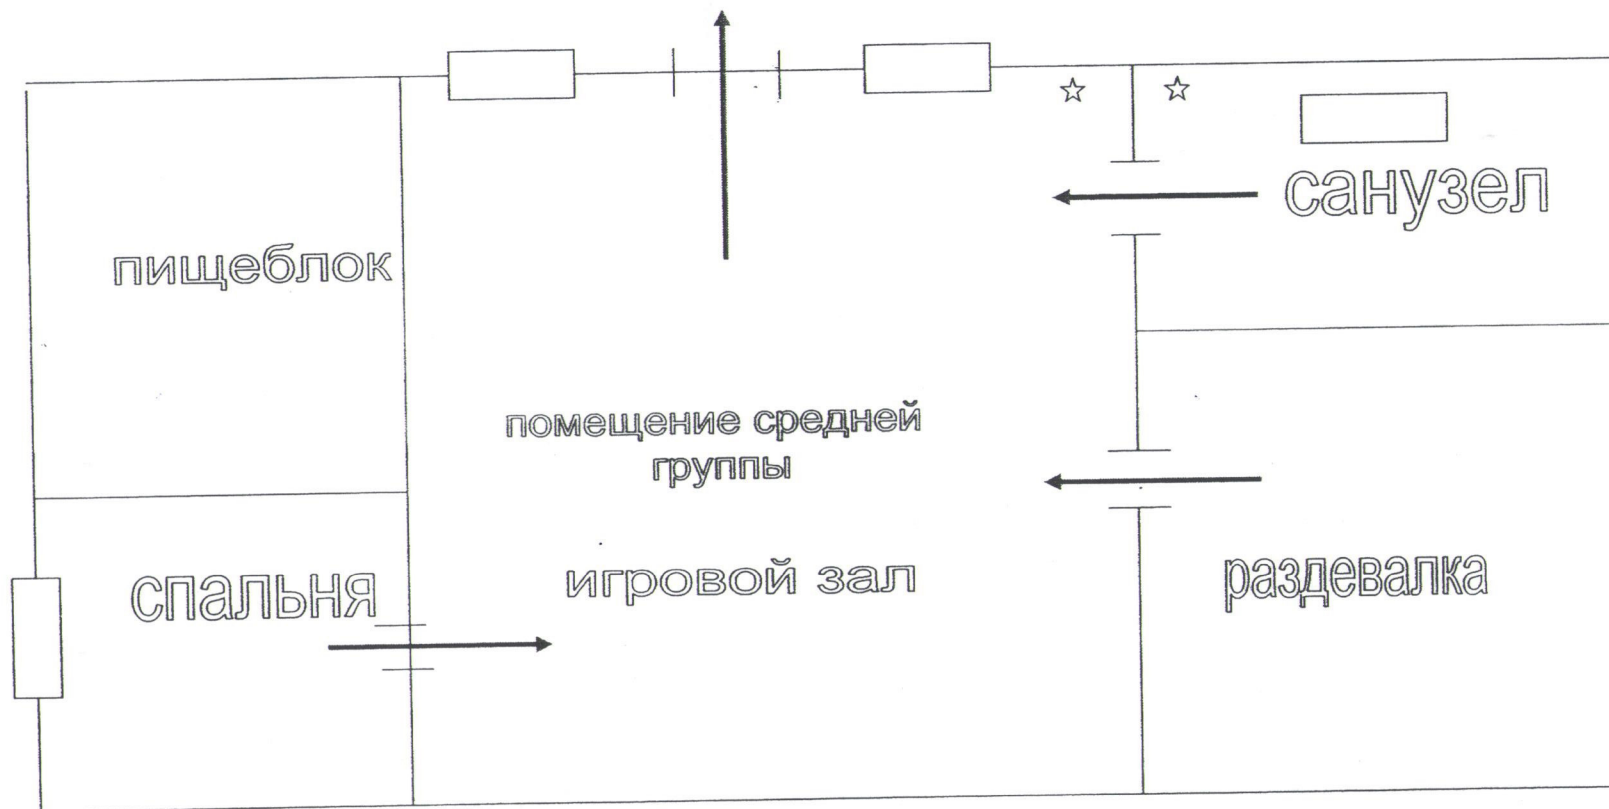 санузел
пищеблок
помещение средней
группы
игровой зал
спальня
раздевалка